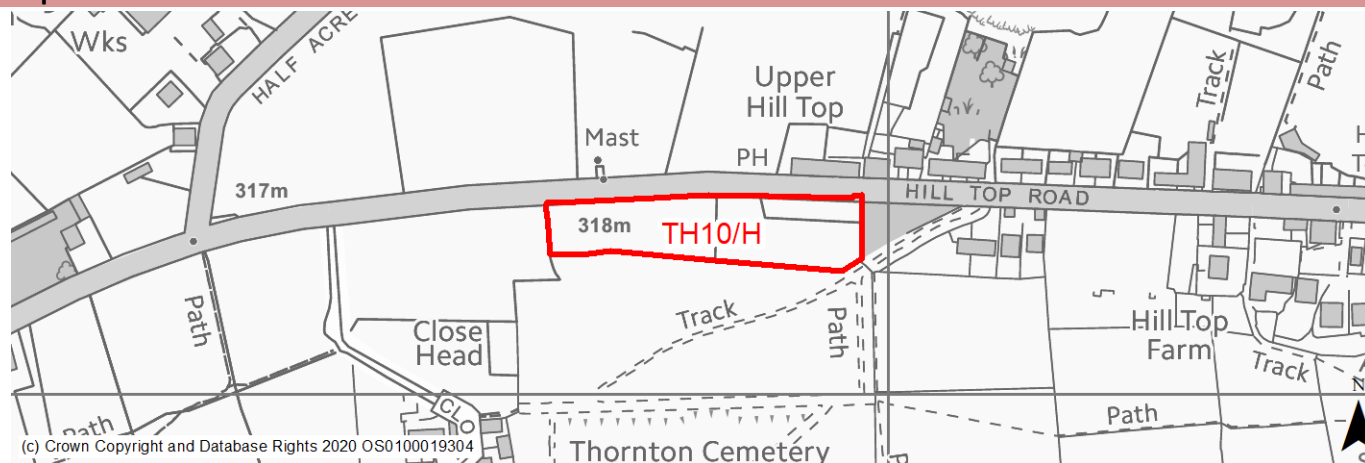 Wks
HALF ACRE
Upper
Hill Top
Track
Path
Mast
PH
317m
HILL TOP ROAD
318m
TH10/H
Path
Track
Path
Close
Head
Hill Top
Farm
Track
N
CLO
Path
Path
(c) Crown Copyright and Database Rights 2020 OS0100019304
Thornton Cemetery